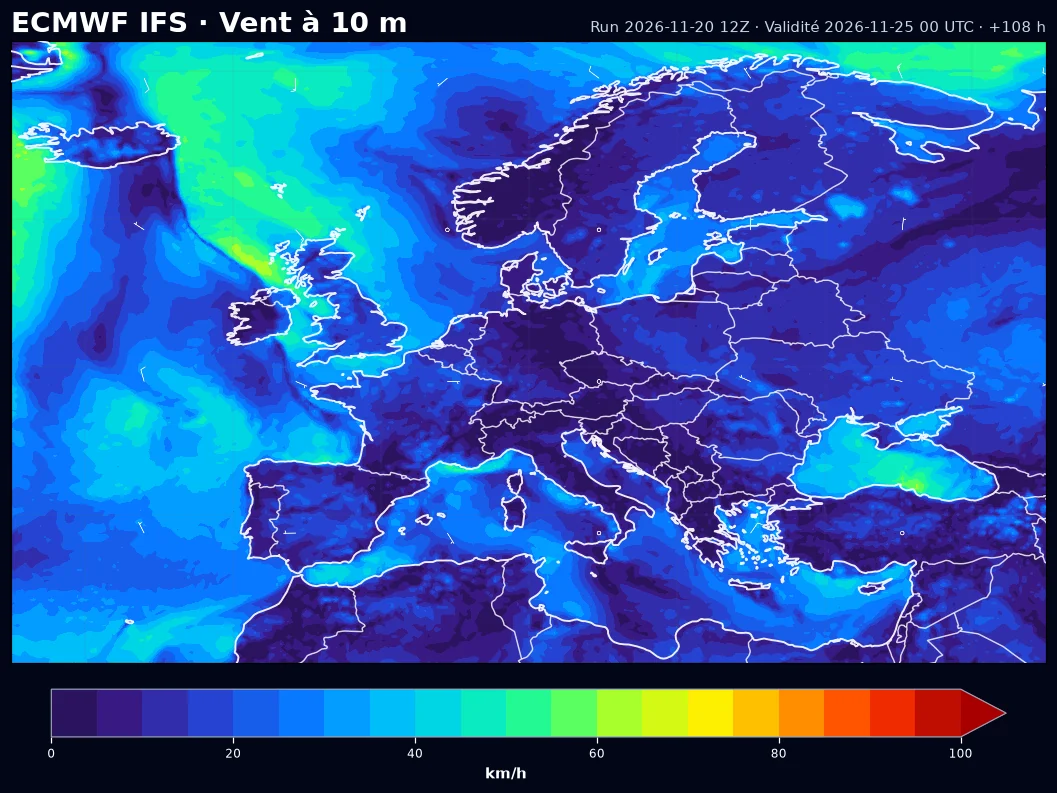 ECMWF IFS · Vent à 10 m
Run 2026-11-20 12Z · Validité 2026-11-25 00 UTC · +108 h
0 20 40 60 80 100
km/h